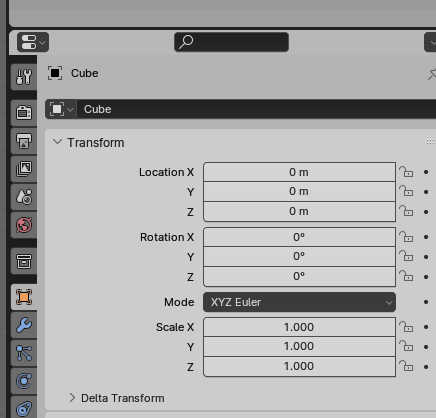 Cube
Cube
Transform
Location X 0 m
Y 0 m
Z 0 m
Rotation X 0°
Y 0°
Z 0°
Mode XYZ Euler
Scale X 1.000
Y 1.000
Z 1.000
Delta Transform